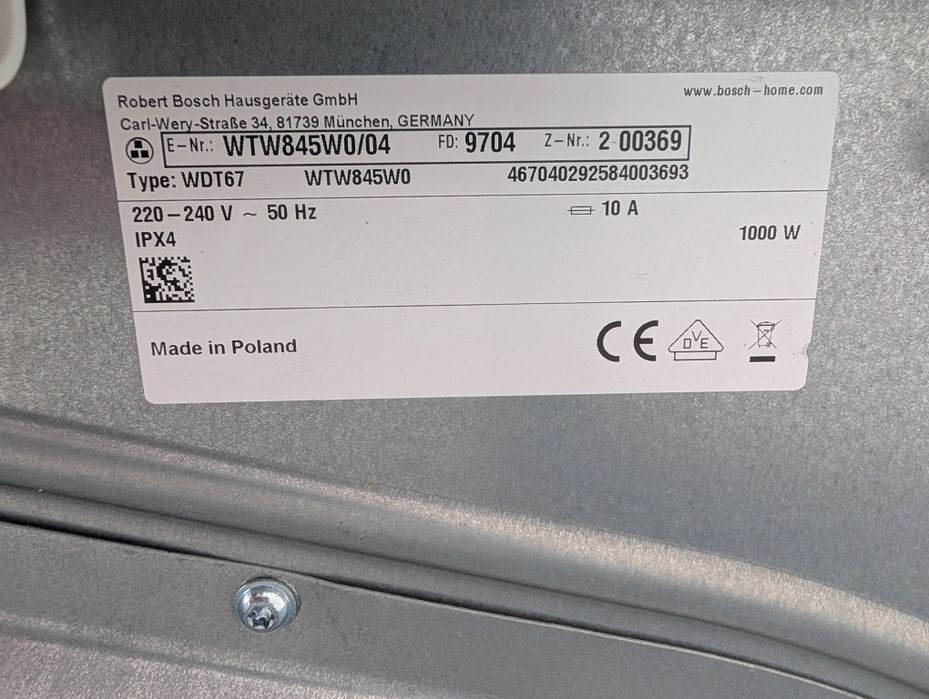 Robert Bosch Hausgeräte GmbH
www.bosch-home.com
Carl-Wery-Straße 34, 81739 München, GERMANY
E-Nr.: WTW845W0/04 FD: 9704 Z-Nr.: 2 00369
Type: WDT67 WTW845W0 467040292584003693
220-240 V ~ 50 Hz 10 A
IPX4 1000 W
Made in Poland CE DVE